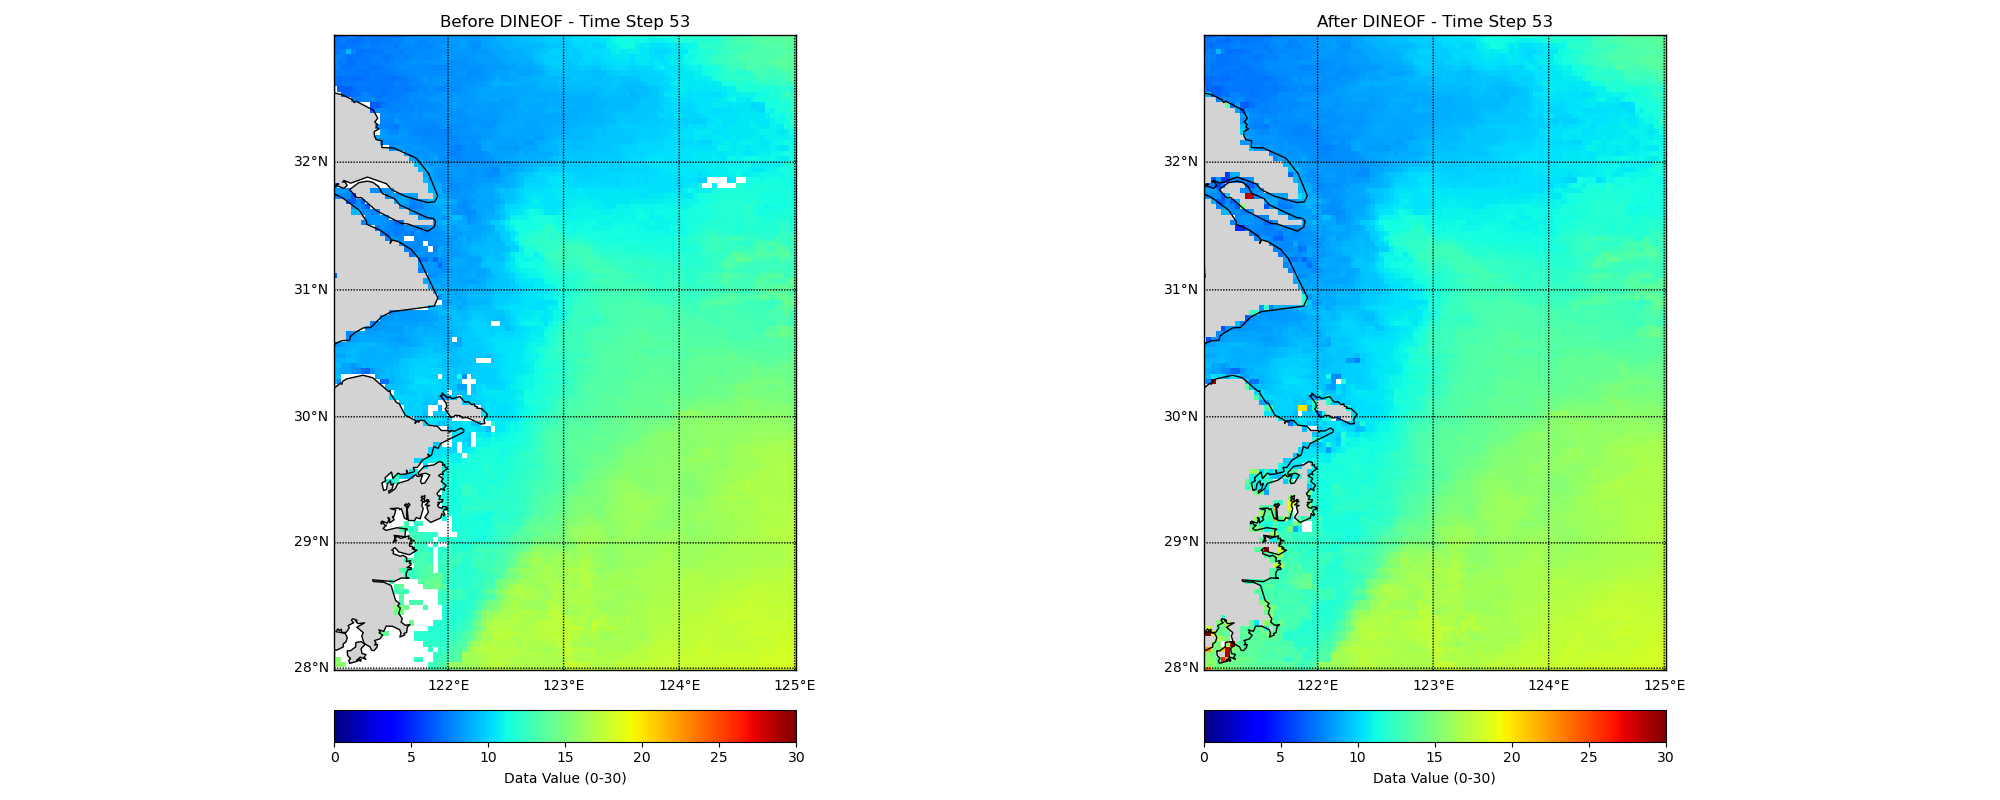 Before DINEOF - Time Step 53
32°N
31°N
30°N
29°N
28°N
122°E 123°E 124°E 125°E
0 5 10 15 20 25 30
Data Value (0-30)
After DINEOF - Time Step 53
32°N
31°N
30°N
29°N
28°N
122°E 123°E 124°E 125°E
0 5 10 15 20 25 30
Data Value (0-30)